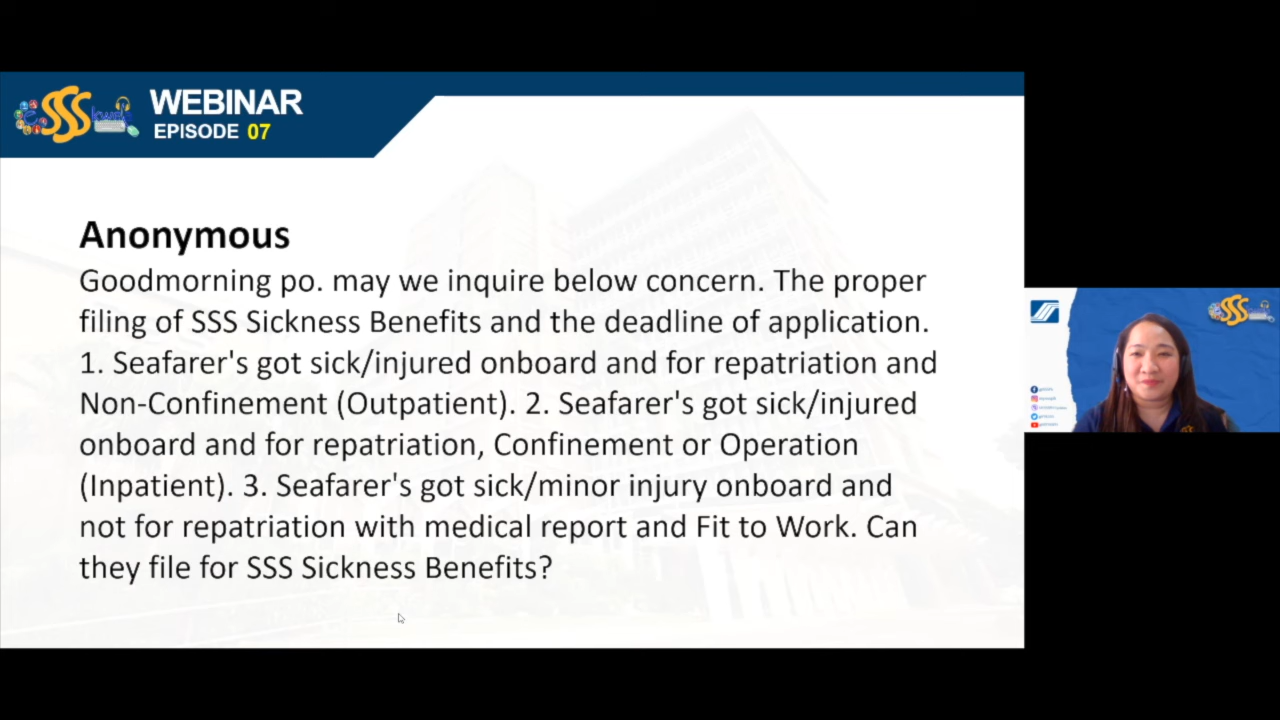 eSSS
WEBINAR
EPISODE 07
Anonymous
Goodmorning po. may we inquire below concern. The proper
filing of SSS Sickness Benefits and the deadline of application.
1. Seafarer's got sick/injured onboard and for repatriation and
Non-Confinement (Outpatient). 2. Seafarer's got sick/injured
onboard and for repatriation, Confinement or Operation
(Inpatient). 3. Seafarer's got sick/minor injury onboard and
not for repatriation with medical report and Fit to Work. Can
they file for SSS Sickness Benefits?
SSS